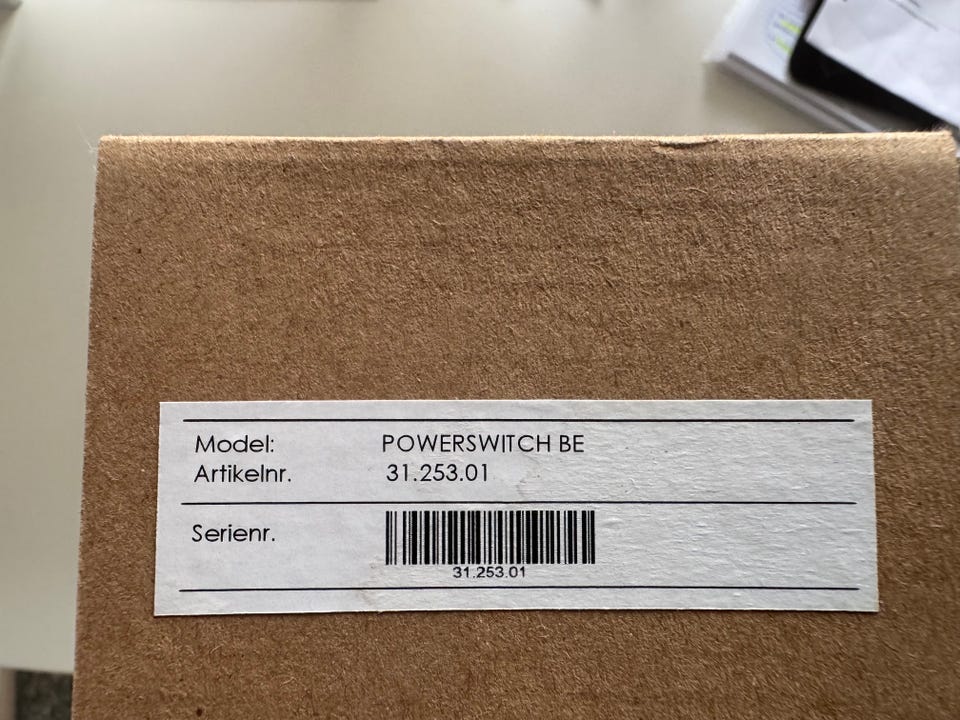 Model: POWERSWITCH BE
Artikelnr. 31.253.01
Serienr.
31.253.01